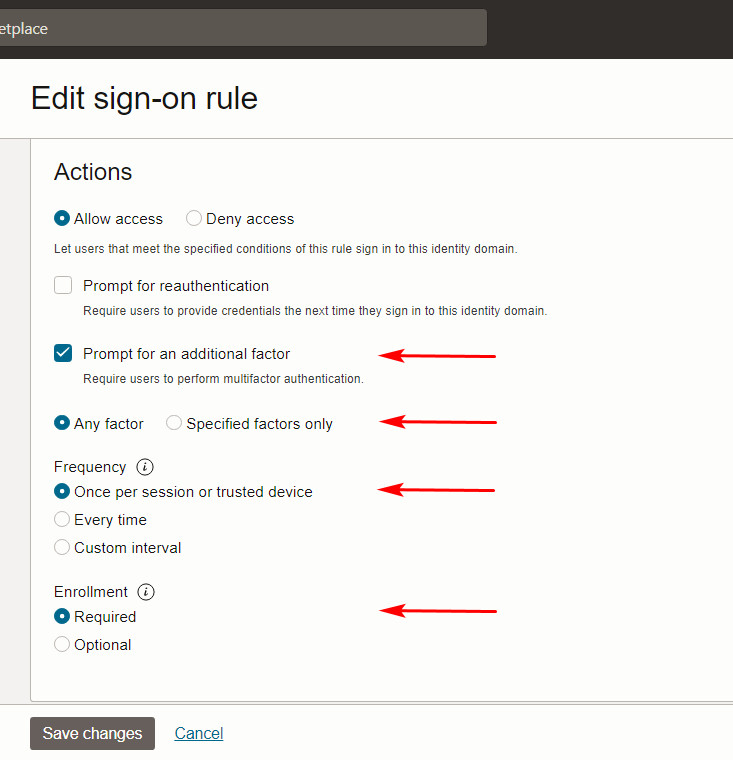 etplace
Edit sign-on rule
Actions
Allow access Deny access
Let users that meet the specified conditions of this rule sign in to this identity domain.
Prompt for reauthentication
Require users to provide credentials the next time they sign in to this identity domain.
Prompt for an additional factor
Require users to perform multifactor authentication.
Any factor Specified factors only
Frequency i
Once per session or trusted device
Every time
Custom interval
Enrollment i
Required
Optional
Save changes Cancel